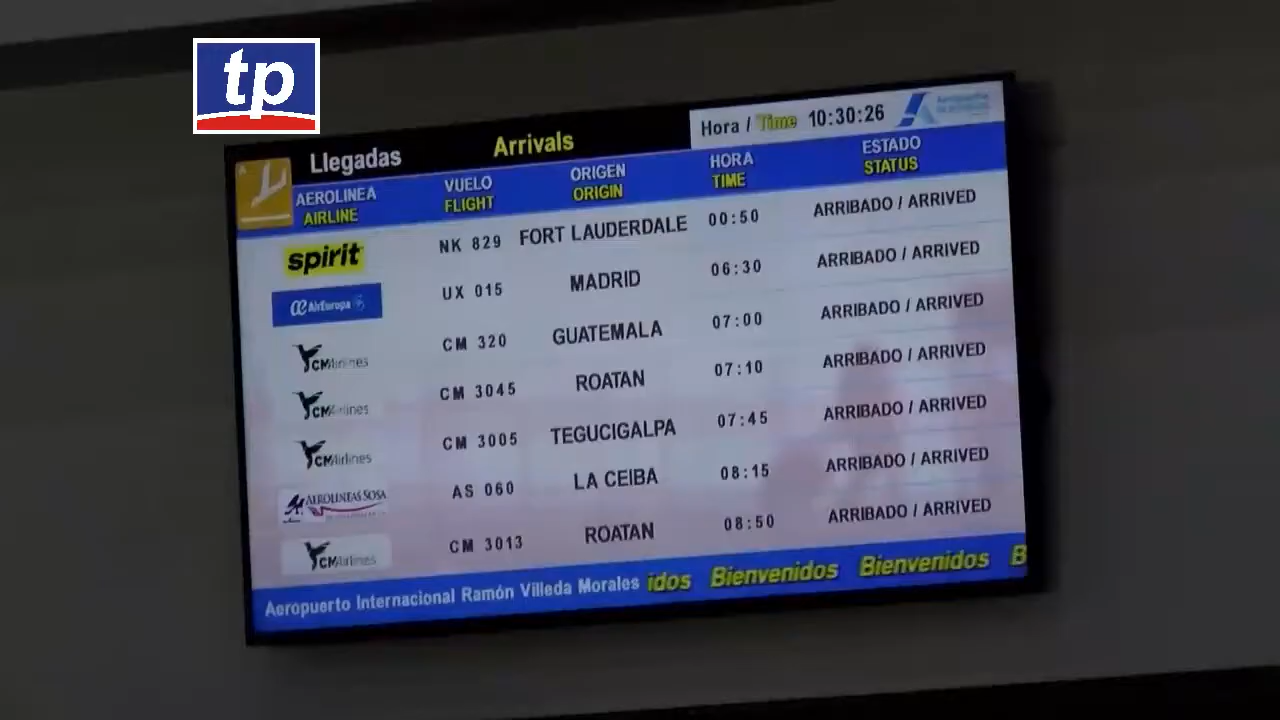 tp
Llegadas Arrivals Hora / Time 10:30:26
AEROLINEA VUELO ORIGEN HORA ESTADO
AIRLINE FLIGHT ORIGIN TIME STATUS
spirit NK 829 FORT LAUDERDALE 00:50 ARRIBADO / ARRIVED
AirEuropa UX 015 MADRID 06:30 ARRIBADO / ARRIVED
CMAirlines CM 320 GUATEMALA 07:00 ARRIBADO / ARRIVED
CMAirlines CM 3045 ROATAN 07:10 ARRIBADO / ARRIVED
CMAirlines CM 3005 TEGUCIGALPA 07:45 ARRIBADO / ARRIVED
AEROLINEAS SOSA AS 060 LA CEIBA 08:15 ARRIBADO / ARRIVED
CMAirlines CM 3013 ROATAN 08:50 ARRIBADO / ARRIVED
Aeropuerto Internacional Ramón Villeda Morales idos Bienvenidos Bienvenidos B